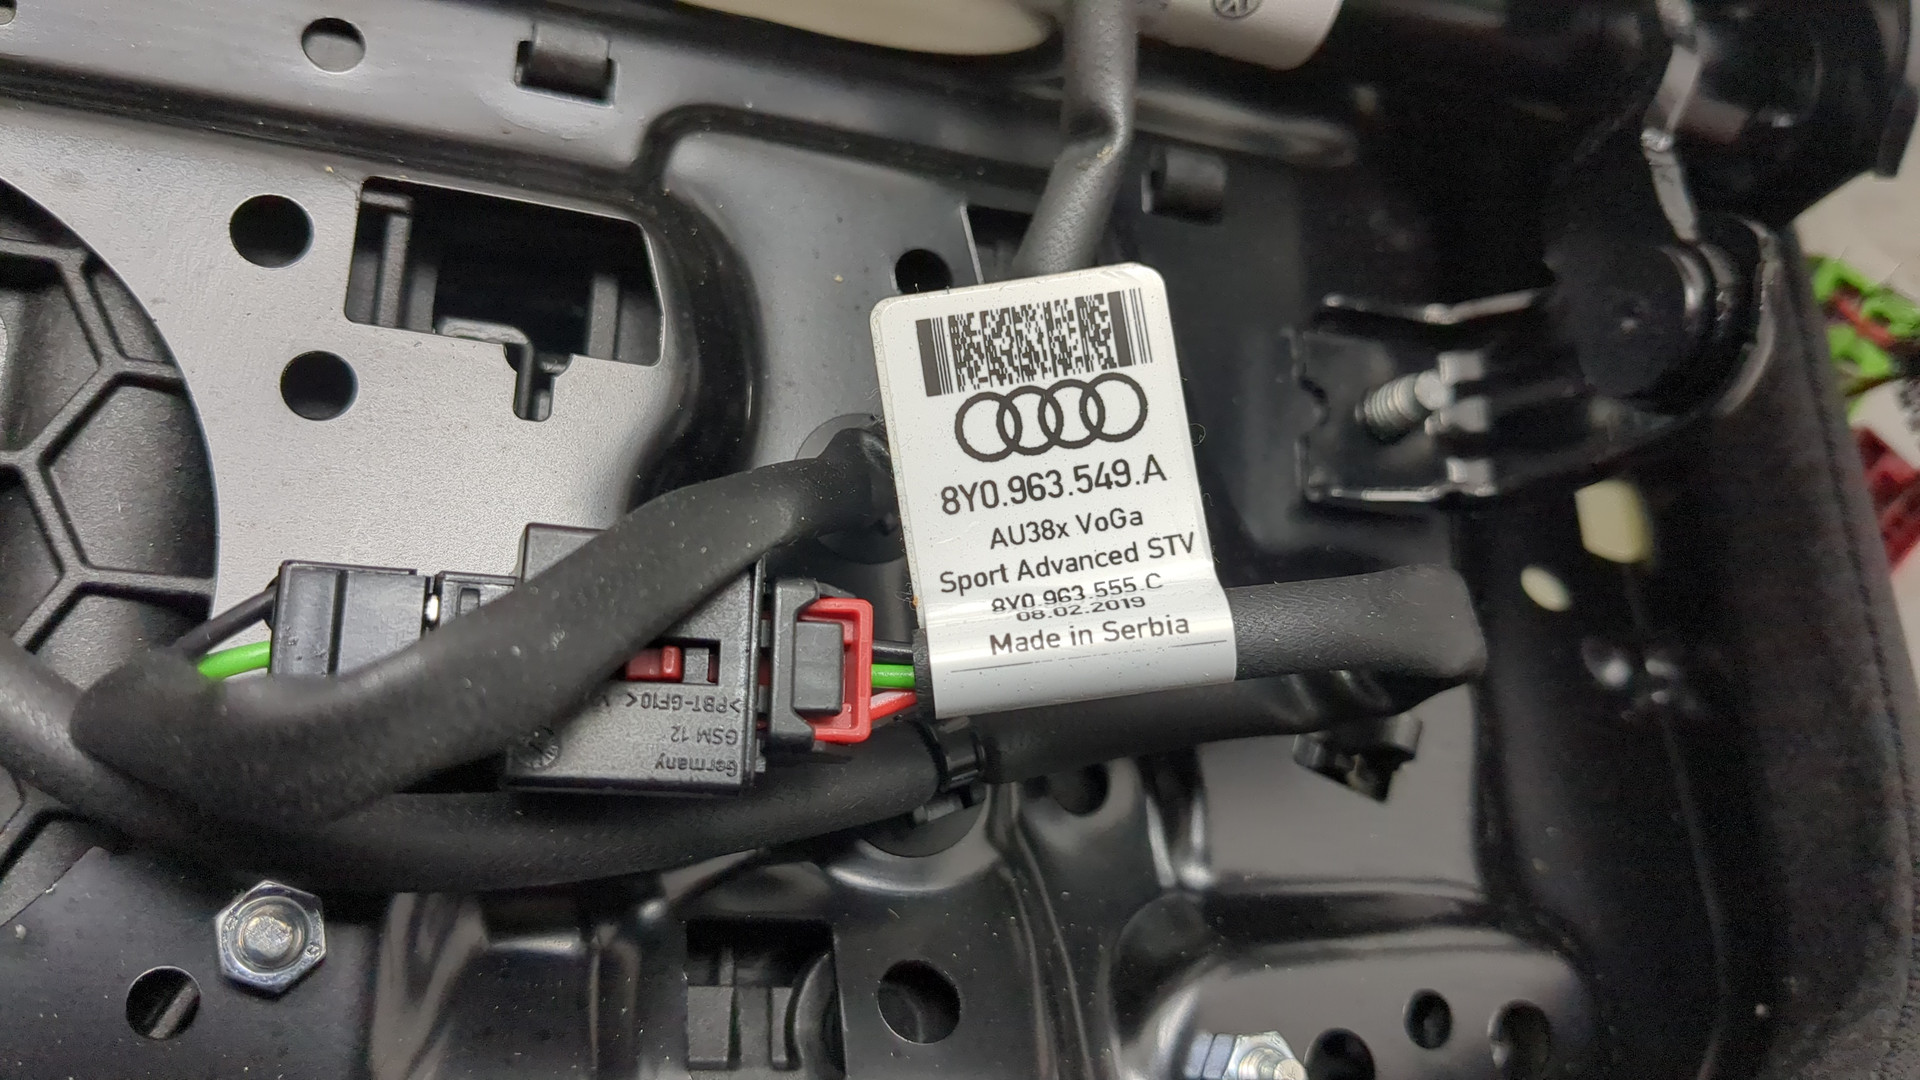 8Y0.963.549.A
AU38x VoGa
Sport Advanced STV
8Y0.963.555.C
08.02.2019
Made in Serbia
>PBT-GF10<
GSM 12
Germany